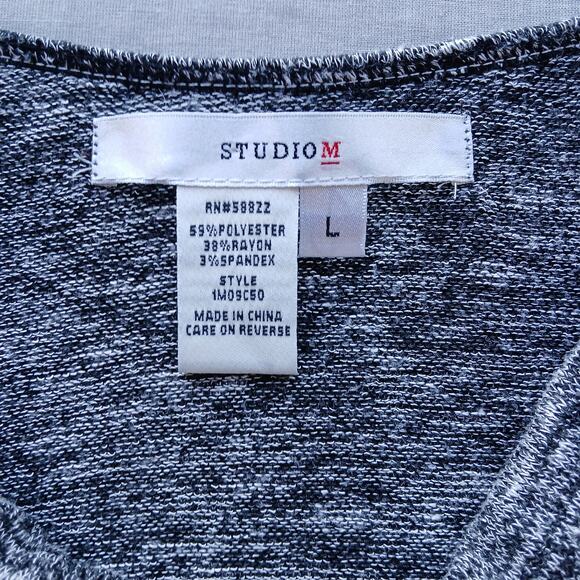 STUDIOM
RN#58822
59%POLYESTER
38%RAYON
3%SPANDEX
STYLE
1M09C50
MADE IN CHINA
CARE ON REVERSE
L